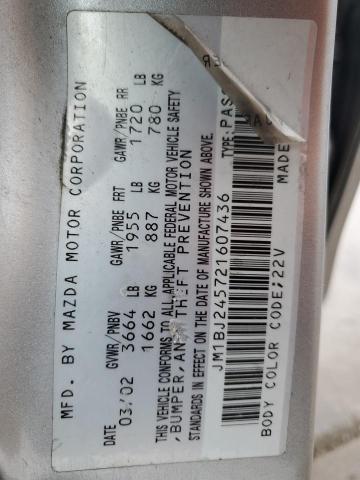 MFD. BY MAZDA MOTOR CORPORATION
DATE GVWR/PNBV GAWR/PNBE FRT GAWR/PNBE RR
03/02 3664 LB 1955 LB 1720 LB
1662 KG 887 KG 780 KG
THIS VEHICLE CONFORMS TO ALL APPLICABLE FEDERAL MOTOR VEHICLE SAFETY
, BUMPER, AND THEFT PREVENTION
STANDARDS IN EFFECT ON THE DATE OF MANUFACTURE SHOWN ABOVE.
JM1BJ245721607436 TYPE: PASS
BODY COLOR CODE;22V MADE